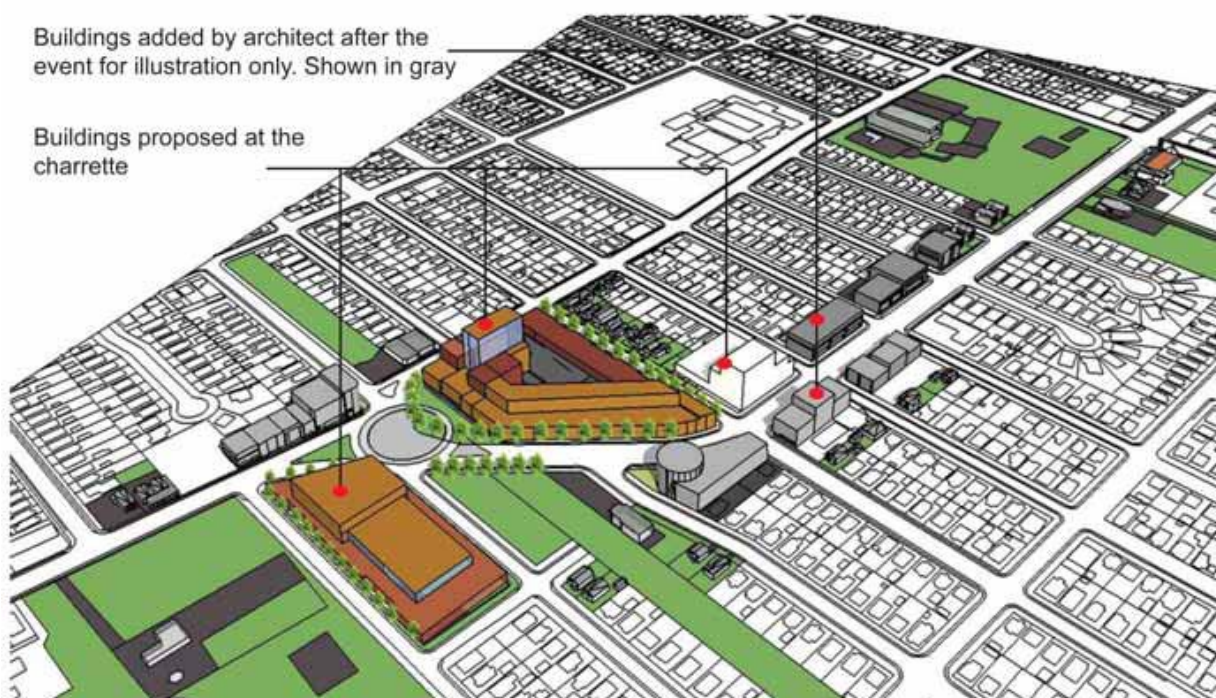 Buildings added by architect after the
event for illustration only. Shown in gray
Buildings proposed at the
charrette